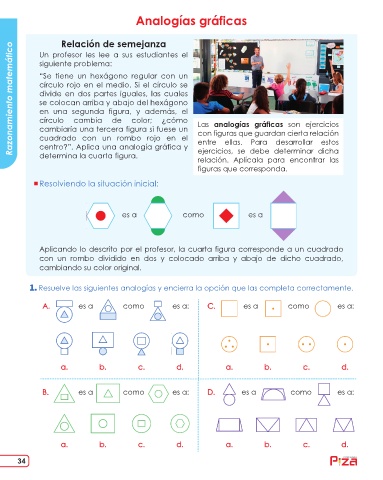 Analogías gráficas
Razonamiento matemático
Relación de semejanza
Un profesor les lee a sus estudiantes el
siguiente problema:
“Se tiene un hexágono regular con un
círculo rojo en el medio. Si el círculo se
divide en dos partes iguales, las cuales
se colocan arriba y abajo del hexágono
en una segunda figura, y además, el
círculo cambia de color; ¿cómo
cambiaría una tercera figura si fuese un
cuadrado con un rombo rojo en el
centro?”. Aplica una analogía gráfica y
determina la cuarta figura.
Las analogías gráficas son ejercicios
con figuras que guardan cierta relación
entre ellas. Para desarrollar estos
ejercicios, se debe determinar dicha
relación. Aplícala para encontrar las
figuras que corresponda.
Resolviendo la situación inicial:
es a como es a
Aplicando lo descrito por el profesor, la cuarta figura corresponde a un cuadrado
con un rombo dividido en dos y colocado arriba y abajo de dicho cuadrado,
cambiando su color original.
1. Resuelve las siguientes analogías y encierra la opción que las completa correctamente.
A. es a como es a:
a. b. c. d.
C. es a como es a:
a. b. c. d.
B. es a como es a:
a. b. c. d.
D. es a como es a:
a. b. c. d.
34